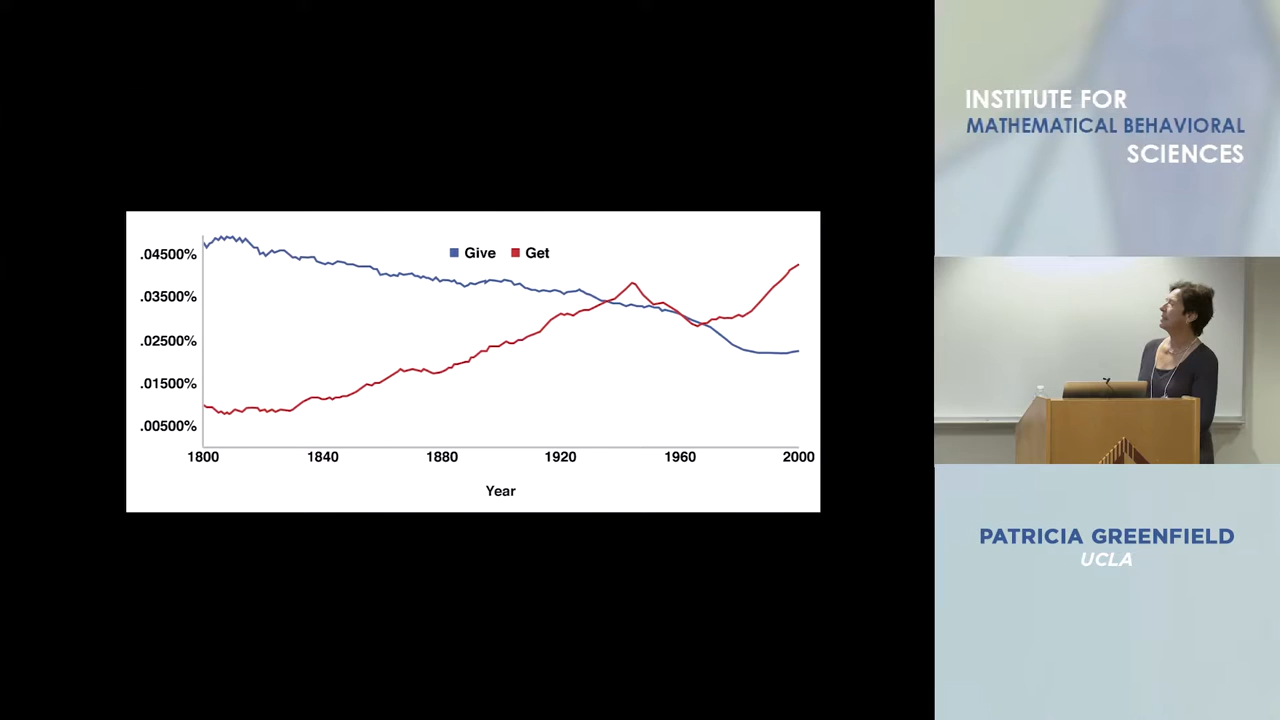 Give Get
.04500%
.03500%
.02500%
.01500%
.00500%
1800 1840 1880 1920 1960 2000
Year
INSTITUTE FOR
MATHEMATICAL BEHAVIORAL
SCIENCES
PATRICIA GREENFIELD
UCLA